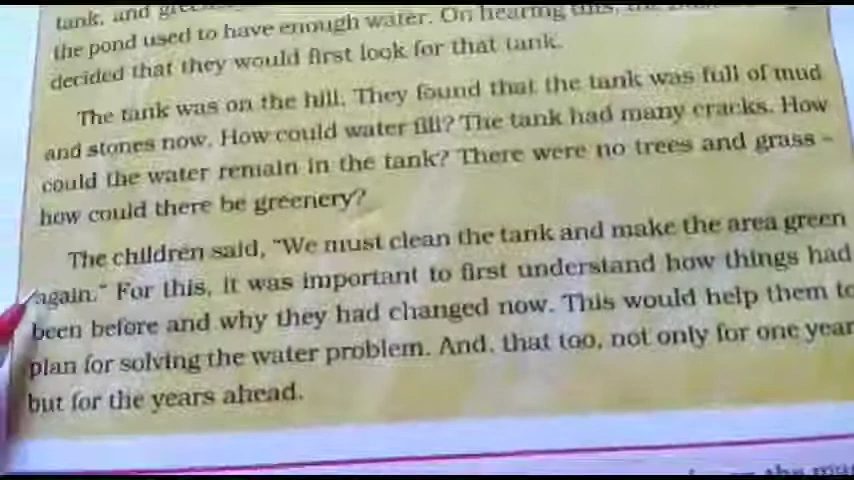 tank, and
the pond used to have enough water. On hearing this, the
decided that they would first look for that tank.
The tank was on the hill. They found that the tank was full of mud
and stones now. How could water fill? The tank had many cracks. How
could the water remain in the tank? There were no trees and grass –
how could there be greenery?
The children said, "We must clean the tank and make the area green
again." For this, it was important to first understand how things had
been before and why they had changed now. This would help them to
plan for solving the water problem. And, that too, not only for one year
but for the years ahead.